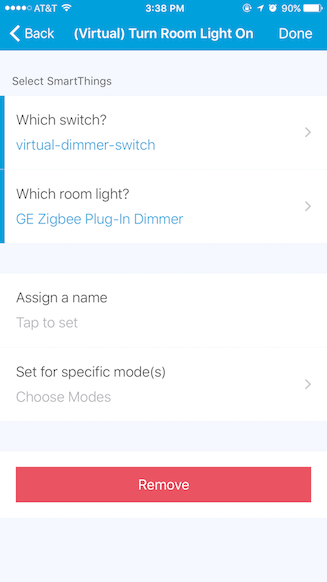 AT&T 3:38 PM 90%
Back (Virtual) Turn Room Light On Done
Select SmartThings
Which switch?
virtual-dimmer-switch
Which room light?
GE Zigbee Plug-In Dimmer
Assign a name
Tap to set
Set for specific mode(s)
Choose Modes
Remove